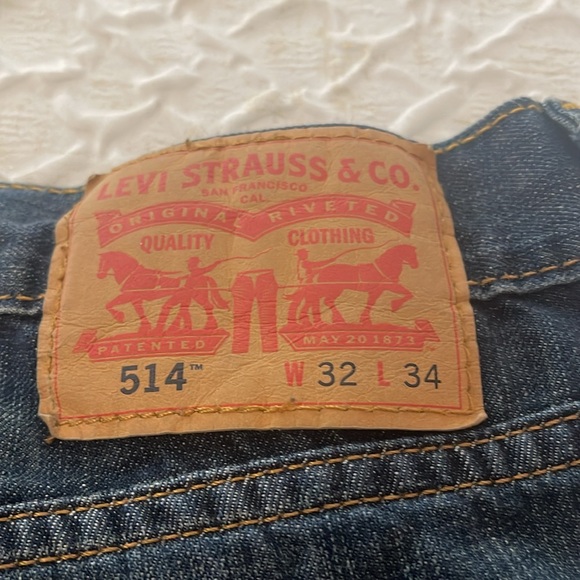 LEVI STRAUSS & CO.
SAN FRANCISCO
CAL.
ORIGINAL RIVETED
QUALITY CLOTHING
PATENTED MAY 20 1873
514™ W 32 L 34